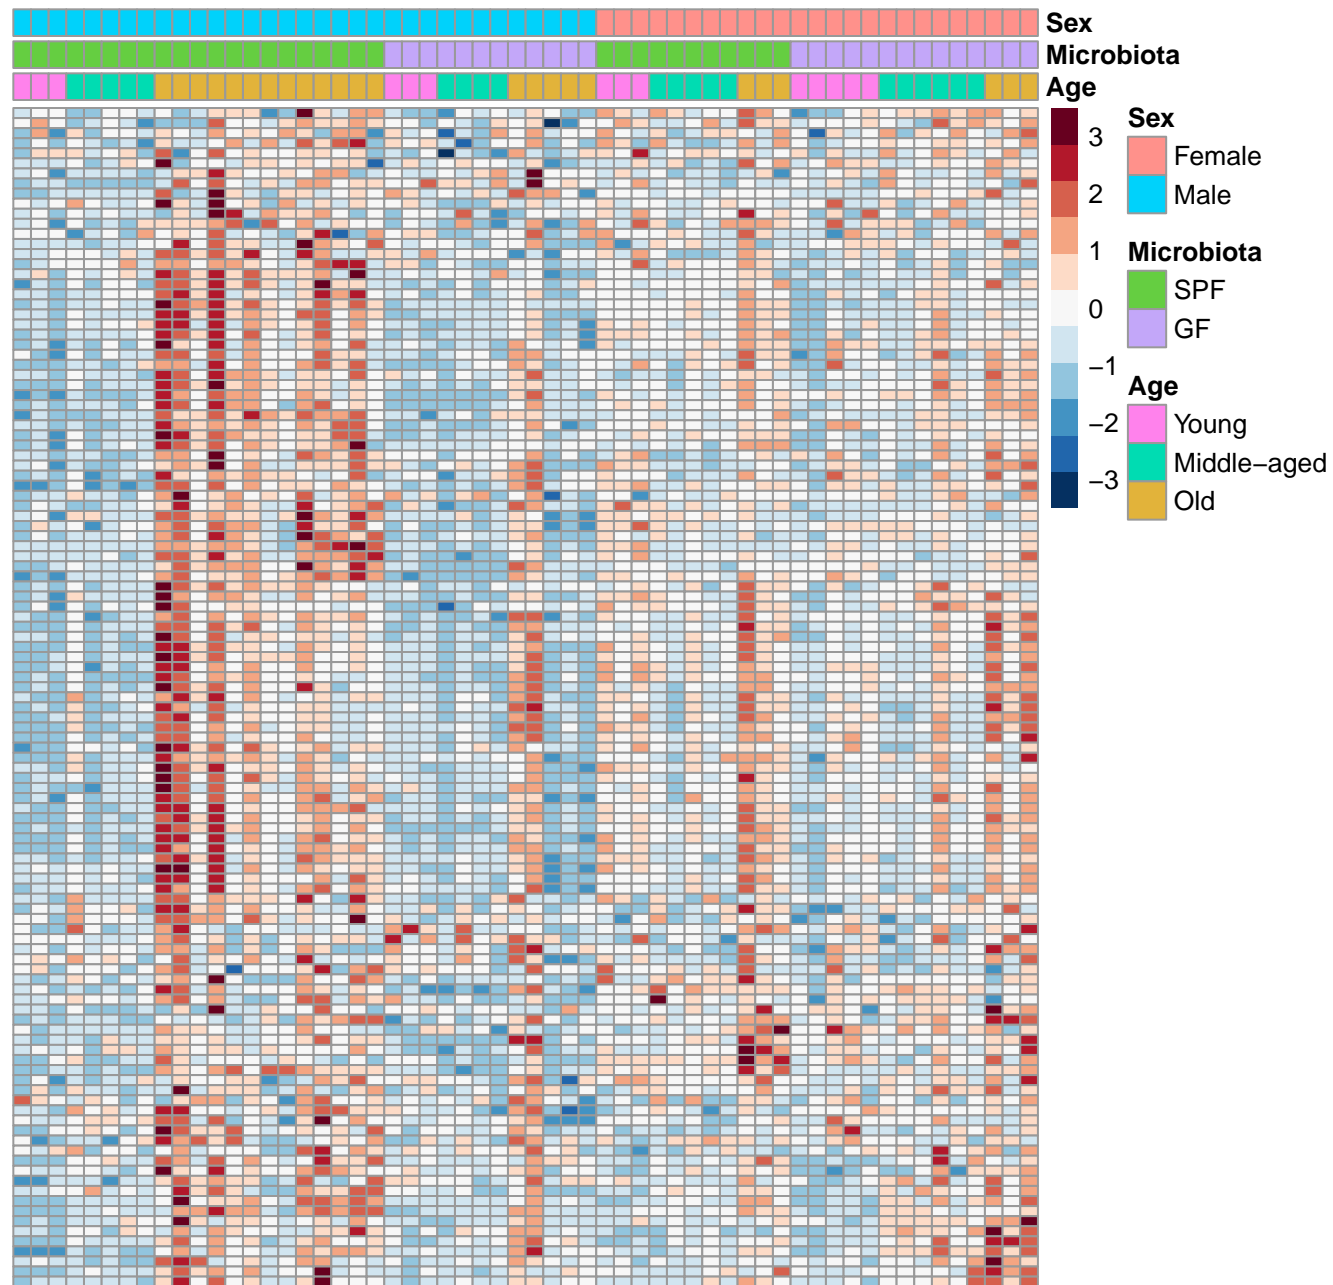 Sex
Microbiota
Age
3
2
1
0
−1
−2
−3
Sex
Female
Male
Microbiota
SPF
GF
Age
Young
Middle−aged
Old